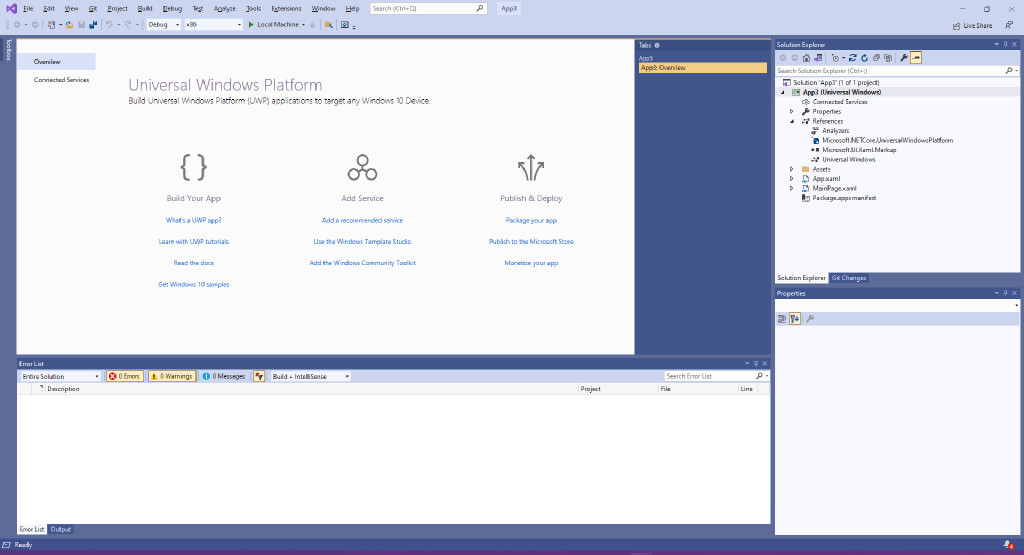 File Edit View Git Project Build Debug Test Analyze Tools Extensions Window Help Search (Ctrl+Q) App3
Debug x86 Local Machine Live Share
Toolbox
Overview
Connected Services
Universal Windows Platform
Build Universal Windows Platform (UWP) applications to target any Windows 10 Device.
Build Your App
What's a UWP app?
Learn with UWP tutorials
Read the docs
Get Windows 10 samples
Add Service
Add a recommended service
Use the Windows Template Studio
Add the Windows Community Toolkit
Publish & Deploy
Package your app
Publish to the Microsoft Store
Monetize your app
Tabs
App3
App3: Overview
Solution Explorer
Search Solution Explorer (Ctrl+;)
Solution 'App3' (1 of 1 project)
App3 (Universal Windows)
Connected Services
Properties
References
Analyzers
Microsoft.NETCore.UniversalWindowsPlatform
Microsoft.UI.Xaml.Markup
Universal Windows
Assets
App.xaml
MainPage.xaml
Package.appxmanifest
Solution Explorer Git Changes
Properties
Error List
Entire Solution 0 Errors 0 Warnings 0 Messages Build + IntelliSense Search Error List
Description Project File Line
Error List Output
Ready